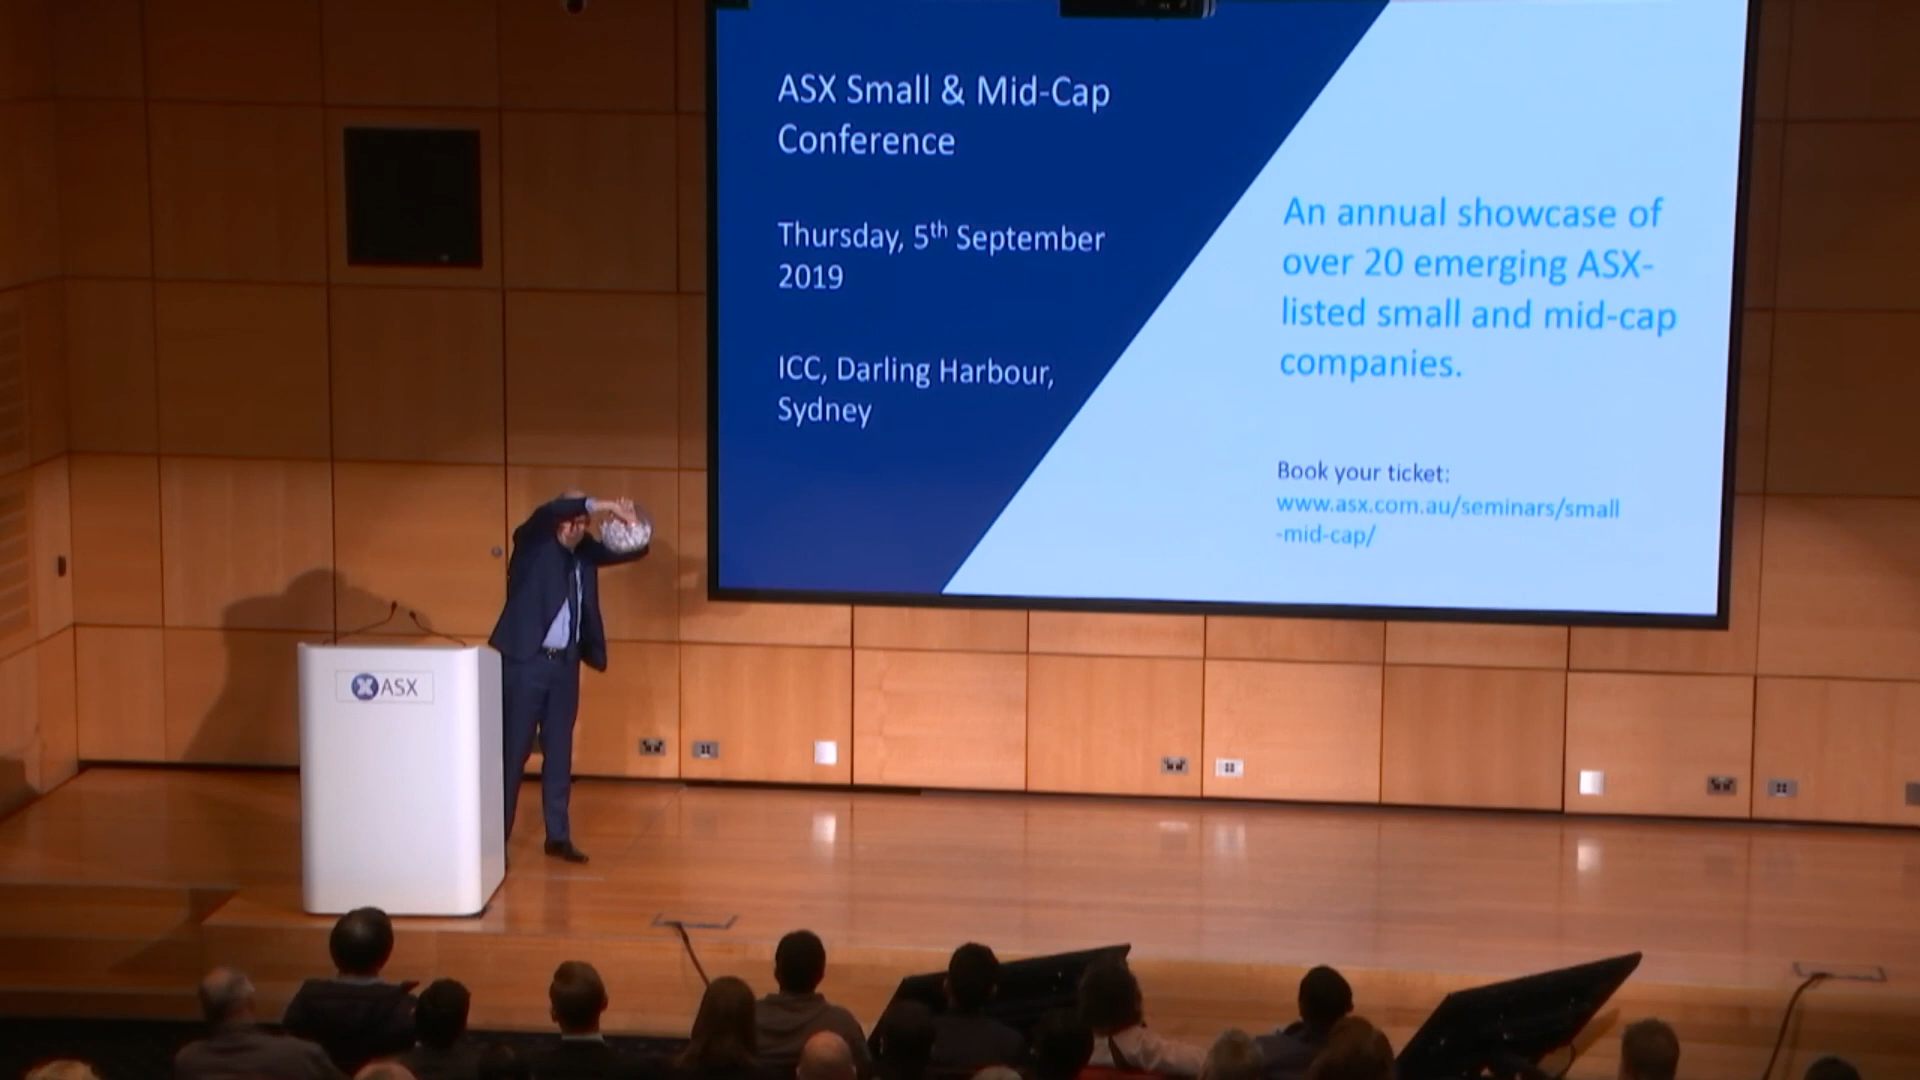 ASX Small & Mid-Cap
Conference
Thursday, 5th September
2019
ICC, Darling Harbour,
Sydney
An annual showcase of
over 20 emerging ASX-
listed small and mid-cap
companies.
Book your ticket:
www.asx.com.au/seminars/small
-mid-cap/
ASX